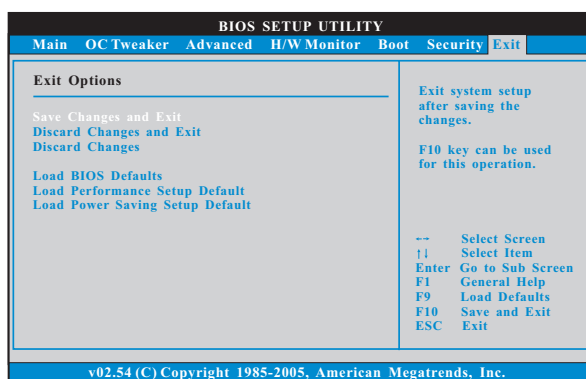 BIOS SETUP UTILITY
Main OC Tweaker Advanced H/W Monitor Boot Security Exit
Exit Options
Save Changes and Exit
Discard Changes and Exit
Discard Changes
Load BIOS Defaults
Load Performance Setup Default
Load Power Saving Setup Default
Exit system setup
after saving the
changes.
F10 key can be used
for this operation.
←→ Select Screen
↑↓ Select Item
Enter Go to Sub Screen
F1 General Help
F9 Load Defaults
F10 Save and Exit
ESC Exit
v02.54 (C) Copyright 1985-2005, American Megatrends, Inc.